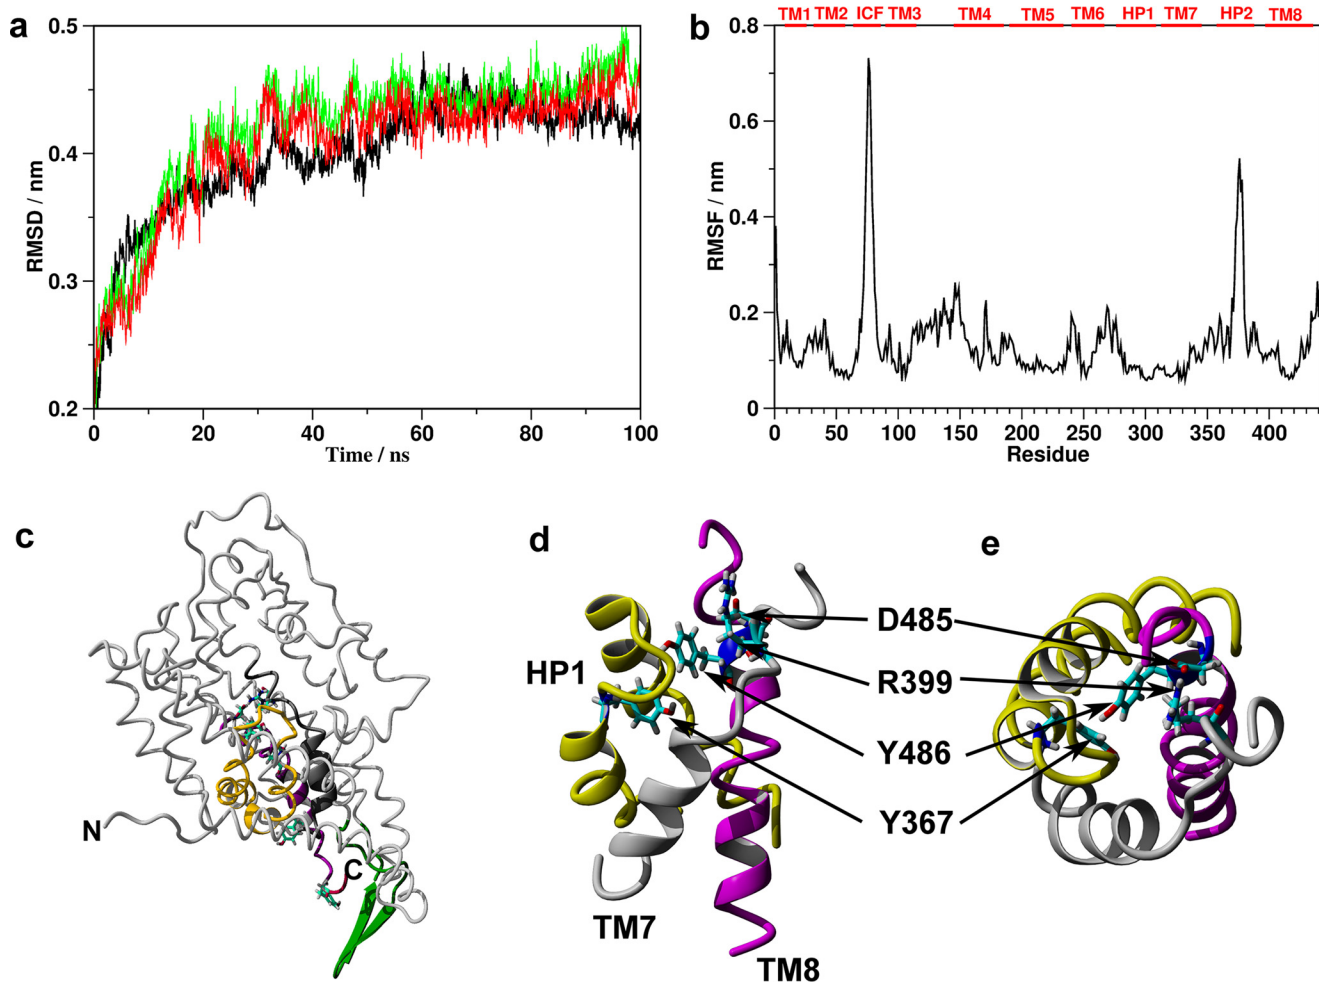 a
0.5
0.4
0.3
0.2
RMSD / nm
0 20 40 60 80 100
Time / ns
b
TM1 TM2 ICF TM3 TM4 TM5 TM6 HP1 TM7 HP2 TM8
0.8
0.6
0.4
0.2
0
RMSF / nm
0 50 100 150 200 250 300 350 400
Residue
c
N
C
d
HP1
TM7
TM8
D485
R399
Y486
Y367
e